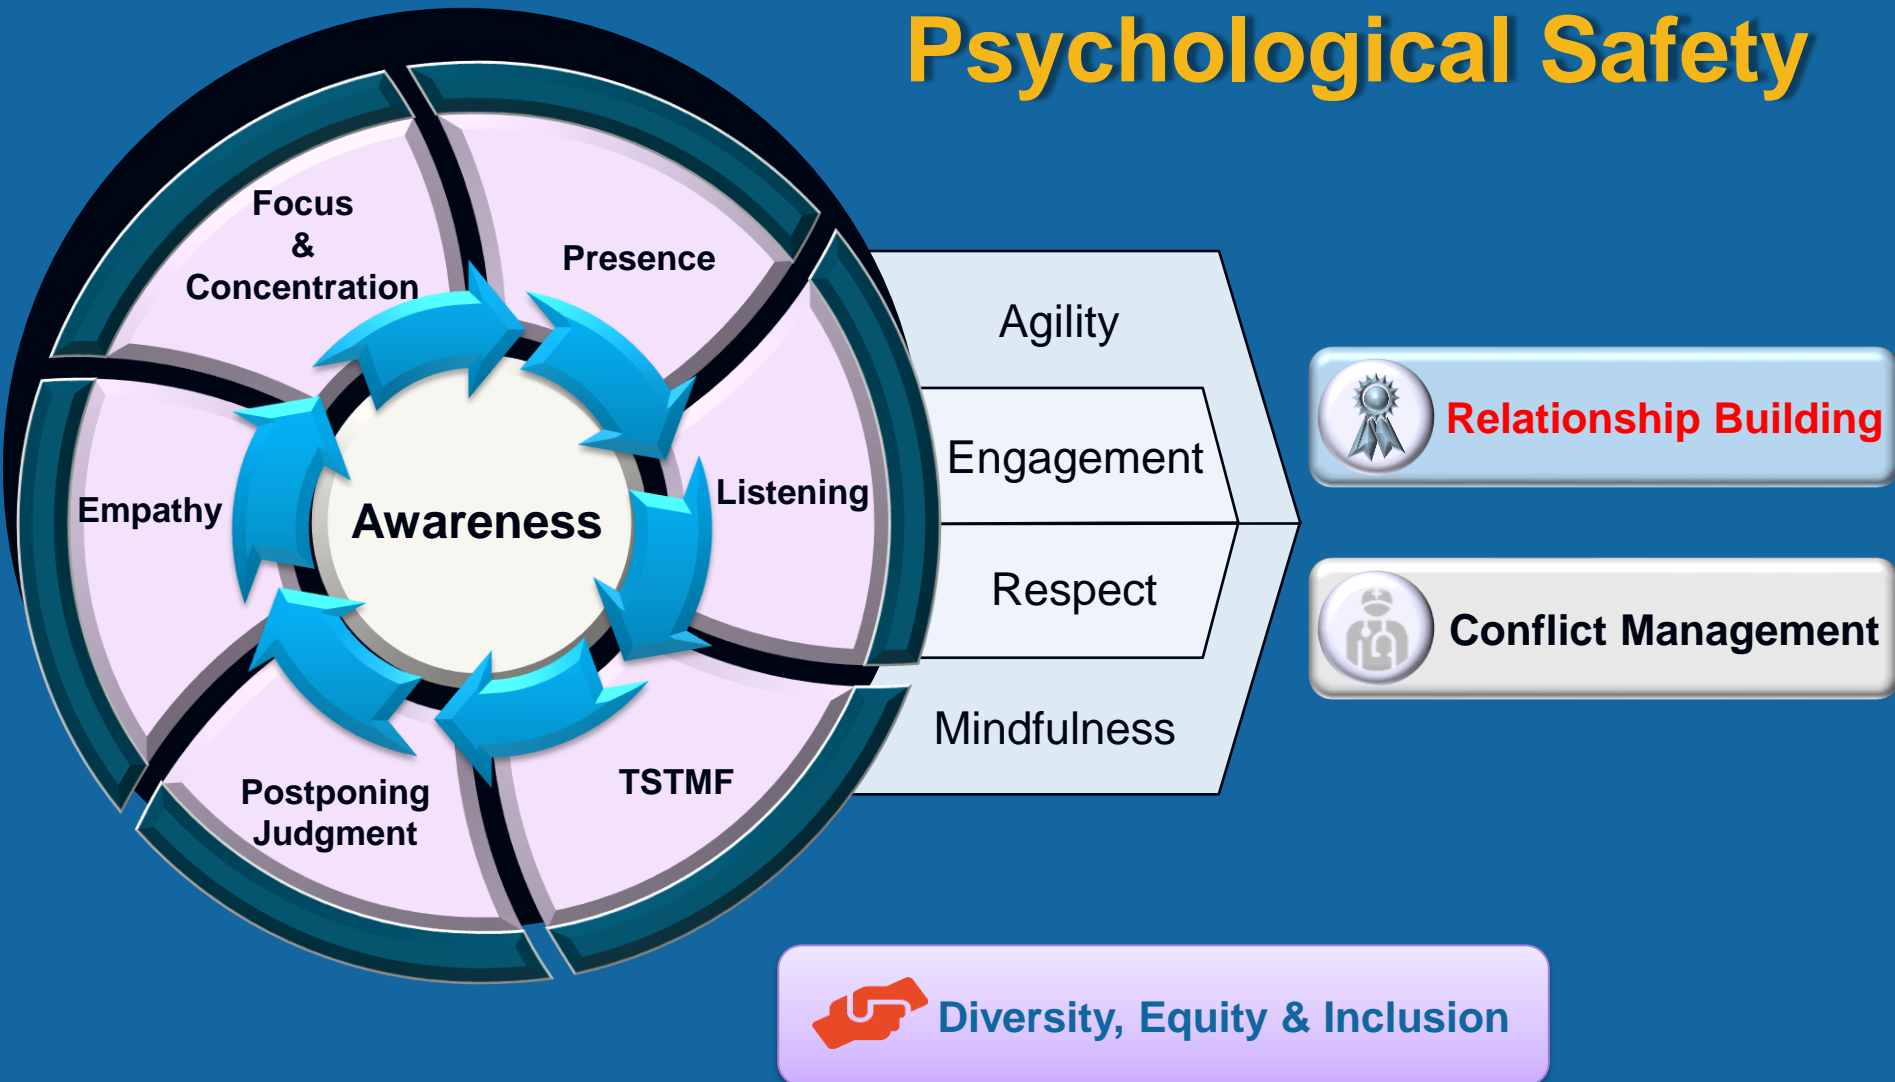 Psychological Safety
Focus
&
Concentration
Presence
Listening
TSTMF
Postponing
Judgment
Empathy
Awareness
Agility
Engagement
Respect
Mindfulness
Relationship Building
Conflict Management
Diversity, Equity & Inclusion